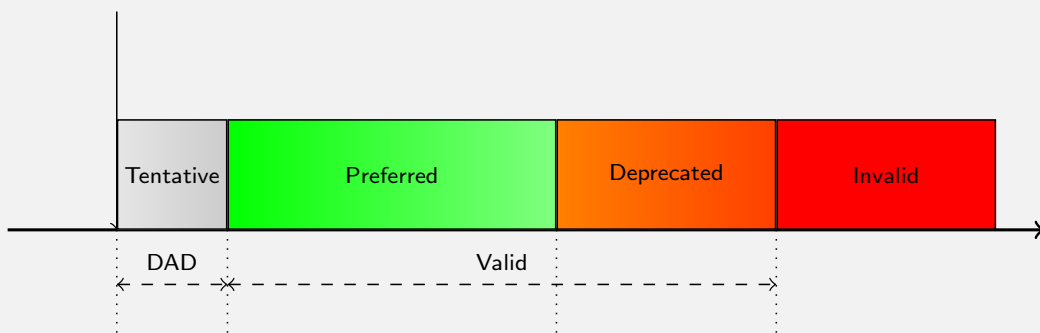 Tentative
Preferred
Deprecated
Invalid
DAD
Valid